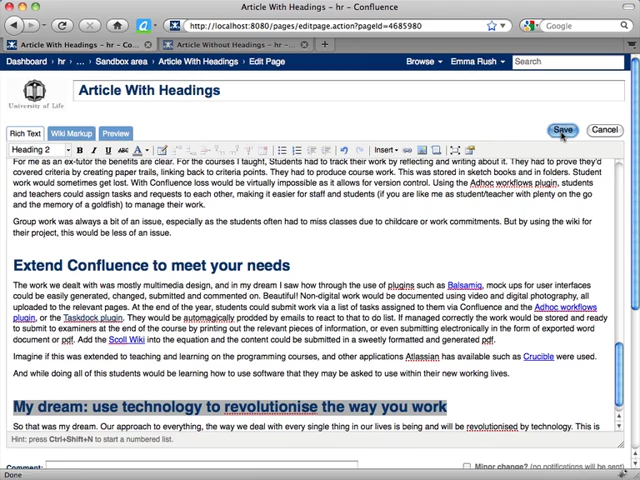 Article With Headings - hr - Confluence
http://localhost:8080/pages/editpage.action?pageId=4685980
Google
Article With Headings - hr - Co...
Article Without Headings - hr -...
Dashboard > hr > ... > Sandbox area > Article With Headings > Edit Page
Browse
Emma Rush
Search
University of Life
Article With Headings
Rich Text
Wiki Markup
Preview
Save
Cancel
Heading 2
B I U ABC A
Insert
For me as an ex-tutor the benefits are clear. For the courses I taught, Students had to track their work by reflecting and writing about it. They had to prove they'd
covered criteria by creating paper trails, linking back to criteria points. They had to produce course work. This was stored in sketch books and in folders. Student
work would sometimes get lost. With Confluence loss would be virtually impossible as it allows for version control. Using the Adhoc workflows plugin, students
and teachers could assign tasks and requests to each other, making it easier for staff and students (if you are like me as student/teacher with plenty on the go
and the memory of a goldfish) to manage their work.
Group work was always a bit of an issue, especially as the students often had to miss classes due to childcare or work commitments. But by using the wiki for
their project, this would be less of an issue.
Extend Confluence to meet your needs
The work we dealt with was mostly multimedia design, and in my dream I saw how through the use of plugins such as Balsamiq, mock ups for user interfaces
could be easily generated, changed, submitted and commented on. Beautiful! Non-digital work would be documented using video and digital photography, all
uploaded to the relevant pages. At the end of the year, students could submit work via a list of tasks assigned to them via Confluence and the Adhoc workflows
plugin, or the Taskdock plugin. They would be automagically prodded by emails to react to that to do list. If managed correctly the work would be stored and ready
to submit to examiners at the end of the course by printing out the relevant pieces of information, or even submitting electronically in the form of exported word
document or pdf. Add the Scoll Wiki into the equation and the content could be submitted in a sweetly formatted and generated pdf.
Imagine if this was extended to teaching and learning on the programming courses, and other applications Atlassian has available such as Crucible were used.
And while doing all of this students would be learning how to use software that they may be asked to use within their new working lives.
My dream: use technology to revolutionise the way you work
So that was my dream. Our approach to everything, the way we deal with every single thing in our lives is being and will be revolutionised by technology. This is
Hint: press Ctrl+Shift+N to start a numbered list.
Comment:
Minor change? (no notifications will be sent)
Done